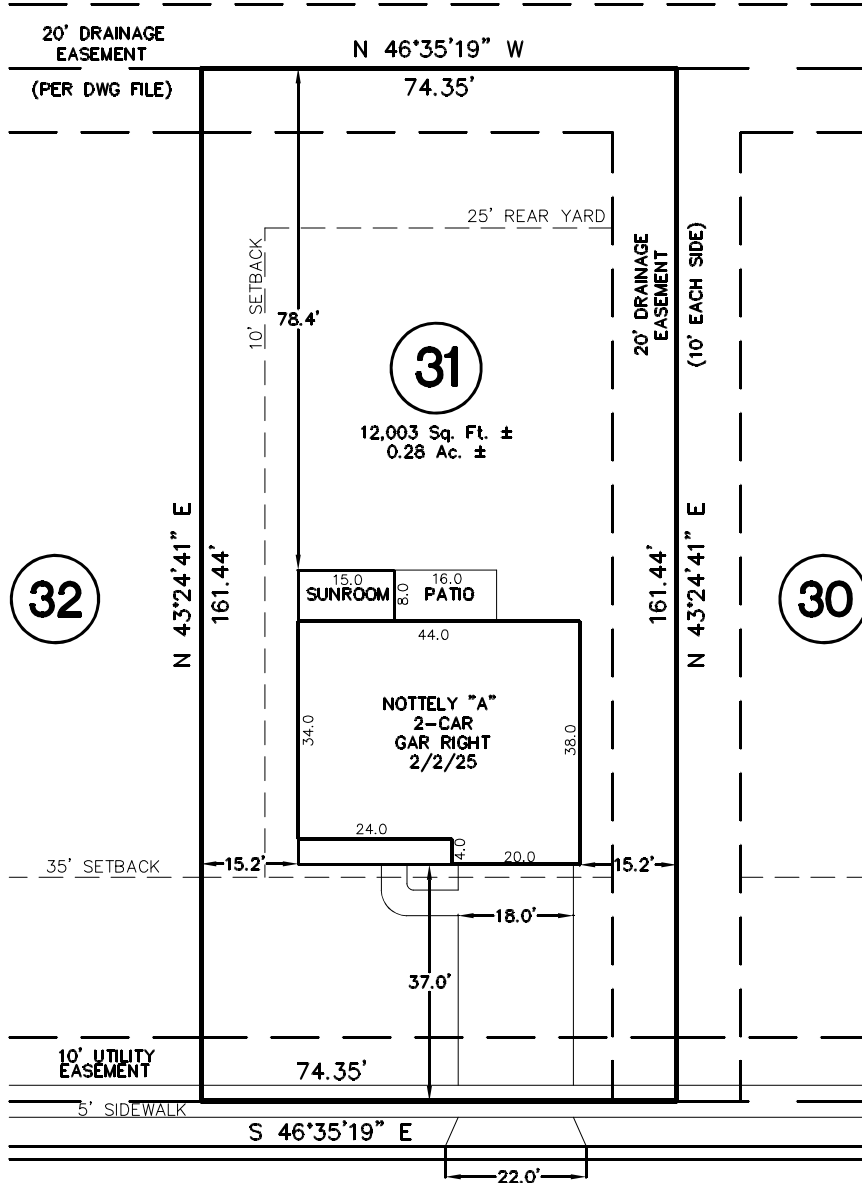 20' DRAINAGE
EASEMENT
(PER DWG FILE)
N 46°35'19" W
74.35'
25' REAR YARD
10' SETBACK
20' DRAINAGE
EASEMENT
(10' EACH SIDE)
78.4'
31
12,003 Sq. Ft. ±
0.28 Ac. ±
32
N 43°24'41" E
161.44'
161.44'
N 43°24'41" E
30
15.0
SUNROOM
8.0
16.0
PATIO
44.0
34.0
NOTTELY "A"
2-CAR
GAR RIGHT
2/2/25
38.0
24.0
4.0
20.0
35' SETBACK
15.2'
15.2'
18.0'
37.0'
10' UTILITY
EASEMENT
74.35'
5' SIDEWALK
S 46°35'19" E
22.0'